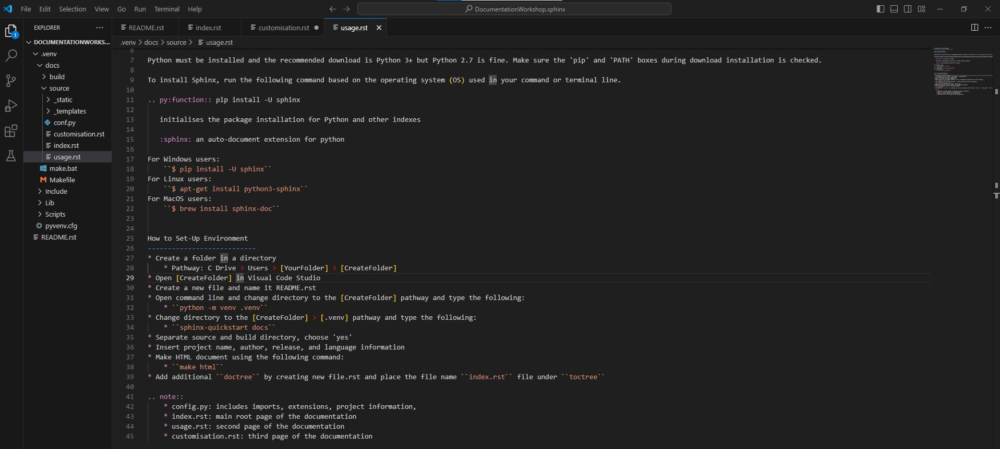 File Edit Selection View Go Run Terminal Help
DocumentationWorkshop.sphinx
EXPLORER
README.rst
index.rst
customisation.rst
usage.rst
1
DOCUMENTATIONWORKS...
.venv > docs > source > usage.rst
.venv
docs
build
source
_static
_templates
conf.py
customisation.rst
index.rst
usage.rst
make.bat
Makefile
Include
Lib
Scripts
pyvenv.cfg
README.rst
6
7 Python must be installed and the recommended download is Python 3+ but Python 2.7 is fine. Make sure the 'pip' and 'PATH' boxes during download installation is checked.
8
9 To install Sphinx, run the following command based on the operating system (OS) used in your command or terminal line.
10
11 .. py:function:: pip install -U sphinx
12
13 initialises the package installation for Python and other indexes
14
15 :sphinx: an auto-document extension for python
16
17 For Windows users:
18 ``$ pip install -U sphinx``
19 For Linux users:
20 ``$ apt-get install python3-sphinx``
21 For MacOS users:
22 ``$ brew install sphinx-doc``
23
24
25 How to Set-Up Environment
26 ---------------------------
27 * Create a folder in a directory
28 * Pathway: C Drive > Users > [YourFolder] > [CreateFolder]
29 * Open [CreateFolder] in Visual Code Studio
30 * Create a new file and name it README.rst
31 * Open command line and change directory to the [CreateFolder] pathway and type the following:
32 * ``python -m venv .venv``
33 * Change directory to the [CreateFolder] > [.venv] pathway and type the following:
34 * ``sphinx-quickstart docs``
35 * Separate source and build directory, choose 'yes'
36 * Insert project name, author, release, and language information
37 * Make HTML document using the following command:
38 * ``make html``
39 * Add additional ``doctree`` by creating new file.rst and place the file name ``index.rst`` file under ``toctree``
40
41 .. note::
42 * config.py: includes imports, extensions, project information,
43 * index.rst: main root page of the documentation
44 * usage.rst: second page of the documentation
45 * customisation.rst: third page of the documentation